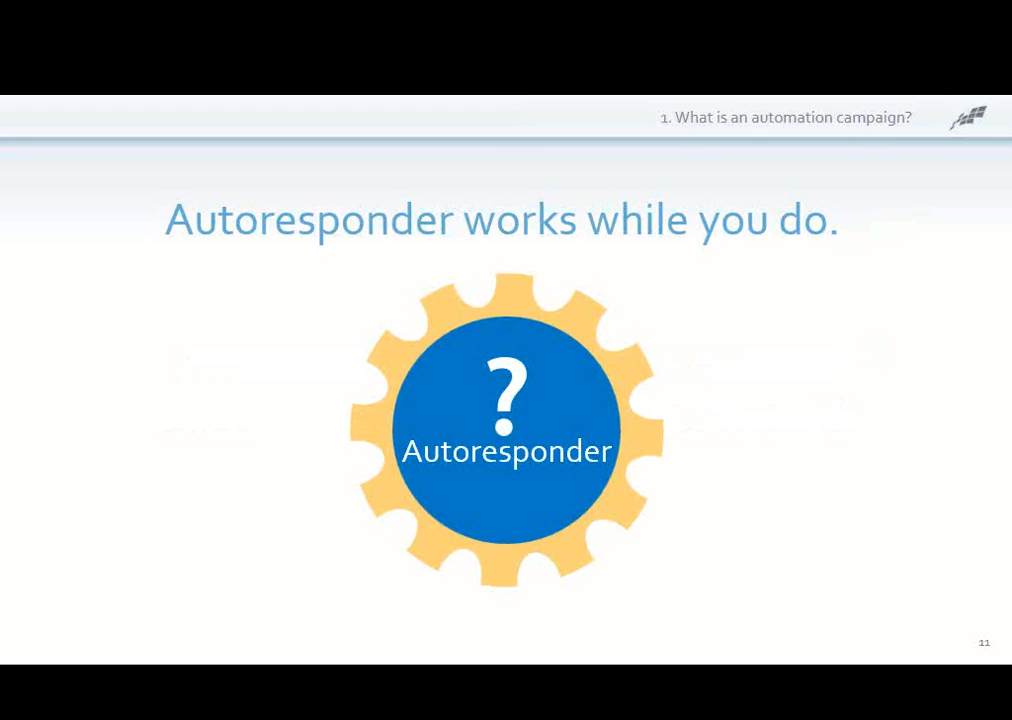 1. What is an automation campaign?
Autoresponder works while you do.
?
Autoresponder
11